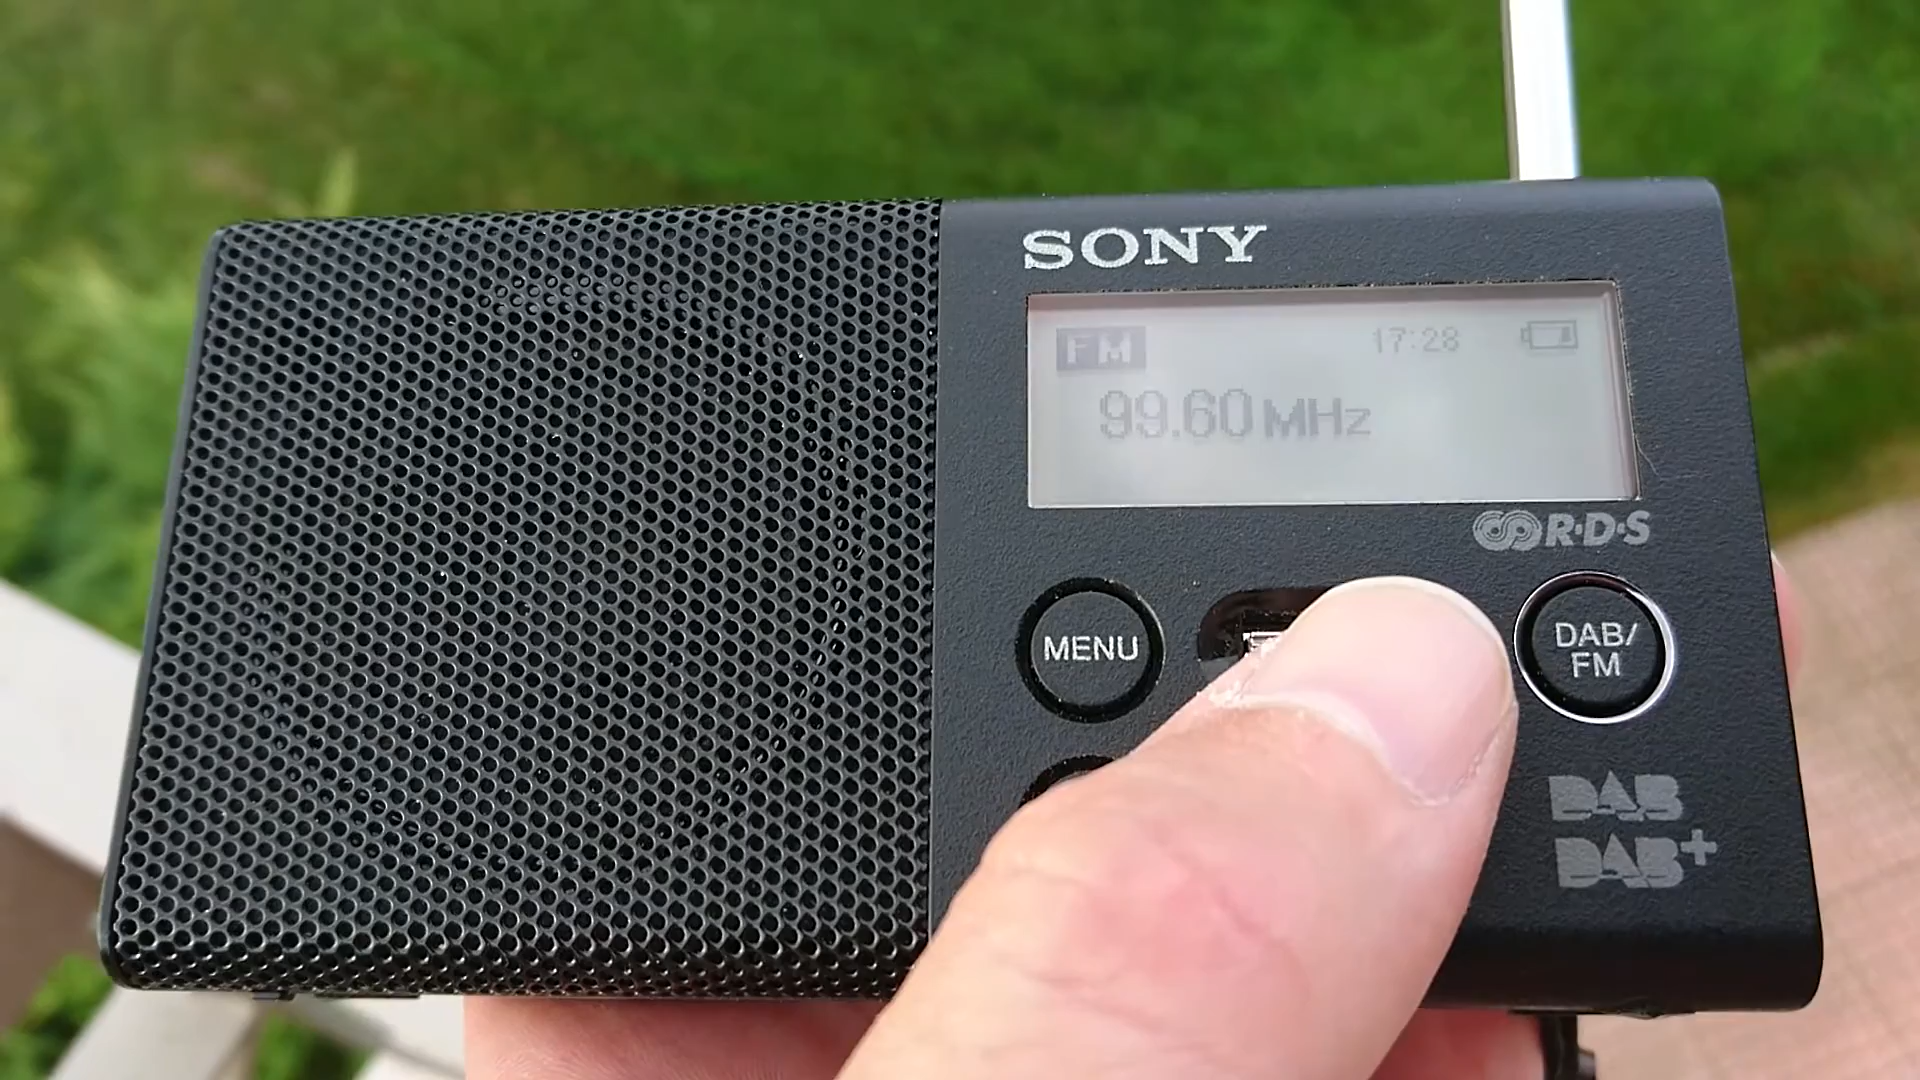 SONY
FM 17:28
99.60 MHz
R·D·S
MENU
DAB/
FM
DAB
DAB+